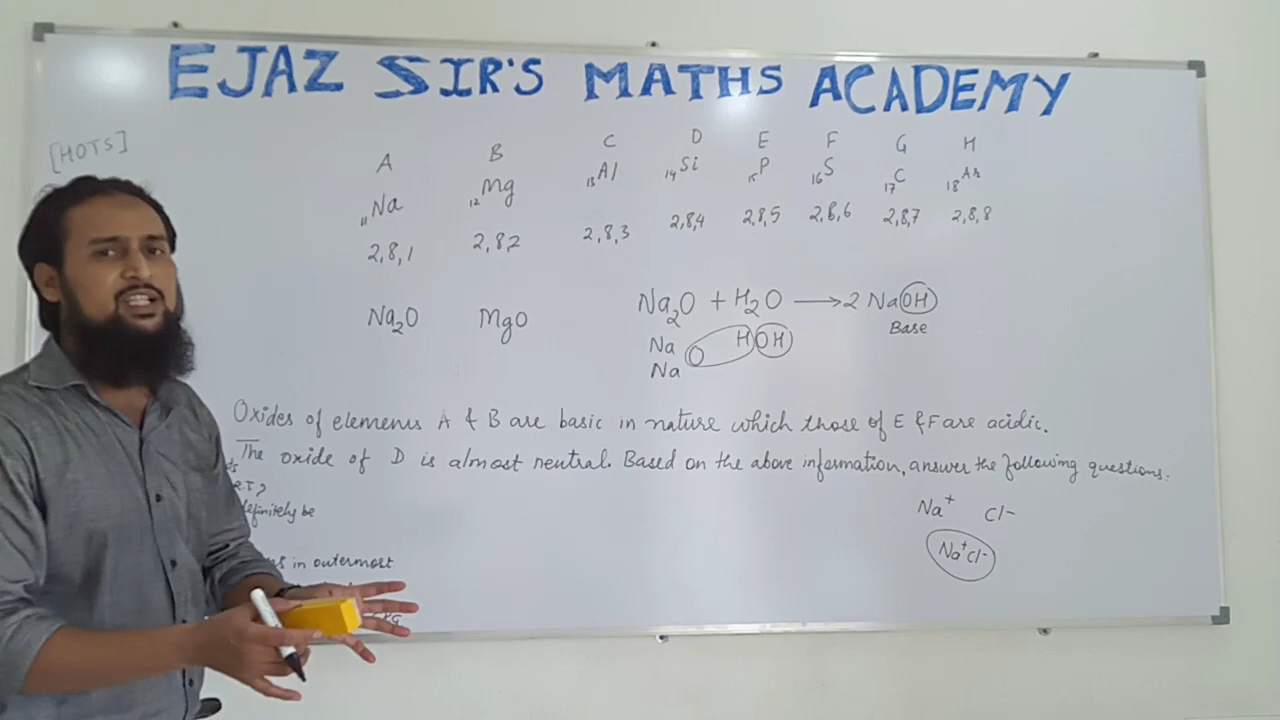 EJAZ SIR'S MATHS ACADEMY
[HOTS]
A B C D E F G H
₁₁Na ₁₂Mg ₁₃Al ₁₄Si ₁₅P ₁₆S ₁₇C ₁₈Ar
2,8,1 2,8,2 2,8,3 2,8,4 2,8,5 2,8,6 2,8,7 2,8,8
Na₂O MgO Na₂O + H₂O ⟶ 2 NaOH
Base
Na O H OH
Na
Oxides of elements A & B are basic in nature which those of E & F are acidic.
The oxide of D is almost neutral. Based on the above information, answer the following questions.
Na⁺ Cl⁻
Na⁺Cl⁻
efinitely be
in outermost